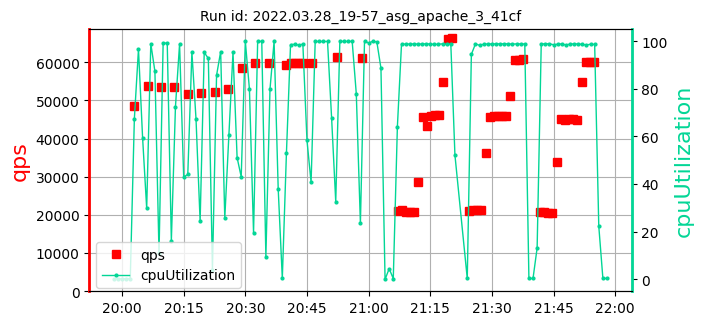 Run id: 2022.03.28_19-57_asg_apache_3_41cf
60000
50000
40000
30000
20000
10000
0
qps
100
80
60
40
20
0
cpuUtilization
qps
cpuUtilization
20:00 20:15 20:30 20:45 21:00 21:15 21:30 21:45 22:00